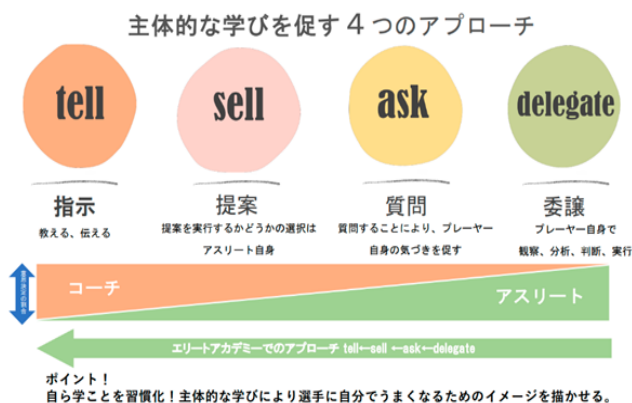 主体的な学びを促す４つのアプローチ
tell
sell
ask
delegate
指示
提案
質問
委譲
教える、伝える
提案を実行するかどうかの選択は
アスリート自身
質問することにより、プレーヤー
自身の気づきを促す
プレーヤー自身で
観察、分析、判断、実行
意思決定の割合
コーチ
アスリート
エリートアカデミーでのアプローチ tell←sell ←ask←delegate
ポイント！
自ら学ことを習慣化！主体的な学びにより選手に自分でうまくなるためのイメージを描かせる。